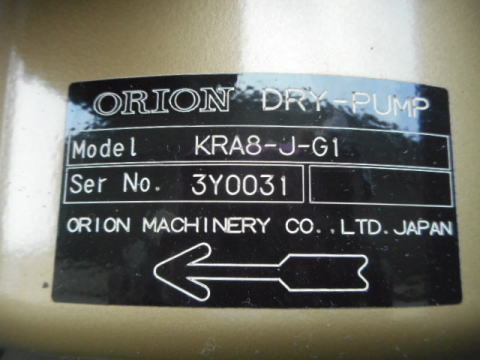 ORION DRY-PUMP
Model KRA8-J-G1
Ser No. 3Y0031
ORION MACHINERY CO.,LTD.JAPAN